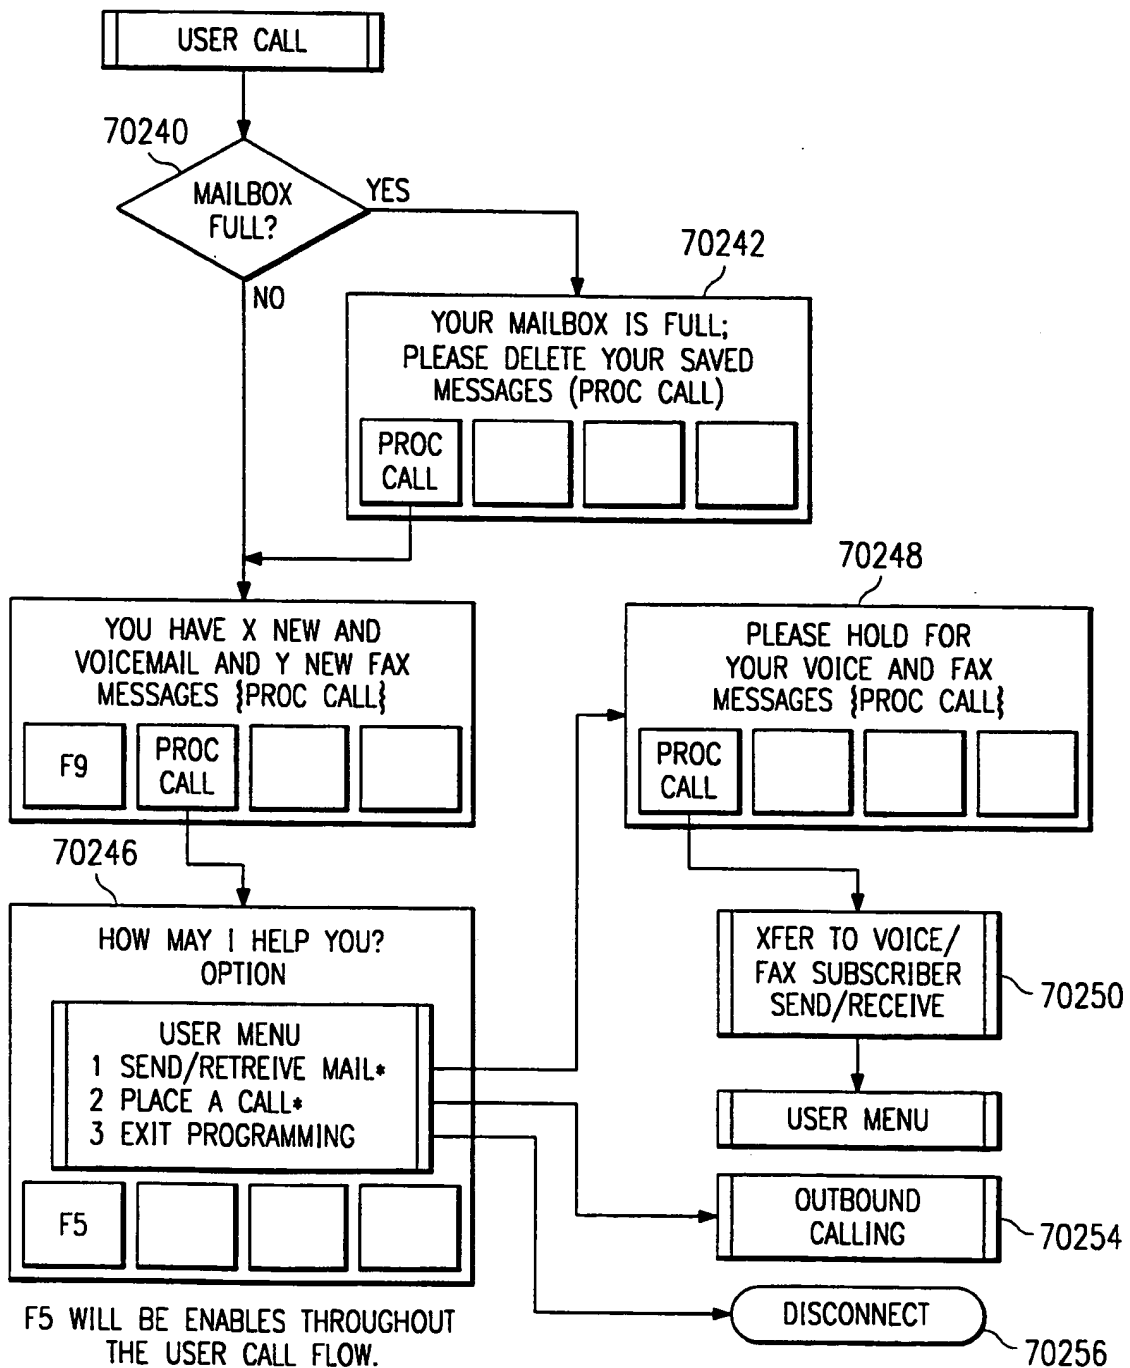 USER CALL
70240
MAILBOX
FULL?
YES
NO
70242
YOUR MAILBOX IS FULL;
PLEASE DELETE YOUR SAVED
MESSAGES (PROC CALL)
PROC
CALL
YOU HAVE X NEW AND
VOICEMAIL AND Y NEW FAX
MESSAGES {PROC CALL}
F9
PROC
CALL
70248
PLEASE HOLD FOR
YOUR VOICE AND FAX
MESSAGES {PROC CALL}
PROC
CALL
70246
HOW MAY I HELP YOU?
OPTION
USER MENU
1 SEND/RETREIVE MAIL*
2 PLACE A CALL*
3 EXIT PROGRAMMING
F5
XFER TO VOICE/
FAX SUBSCRIBER
SEND/RECEIVE
70250
USER MENU
OUTBOUND
CALLING
70254
DISCONNECT
70256
F5 WILL BE ENABLES THROUGHOUT
THE USER CALL FLOW.